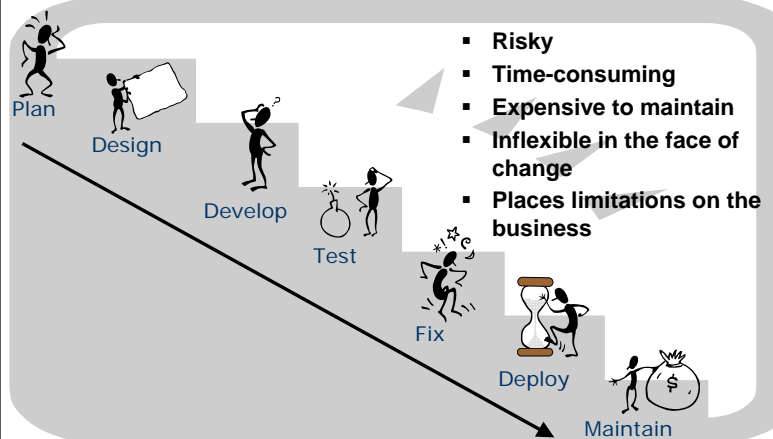 ▪ Risky
▪ Time-consuming
▪ Expensive to maintain
▪ Inflexible in the face of
change
▪ Places limitations on the
business
Plan
Design
Develop
Test
Fix
Deploy
Maintain
?
*!
$